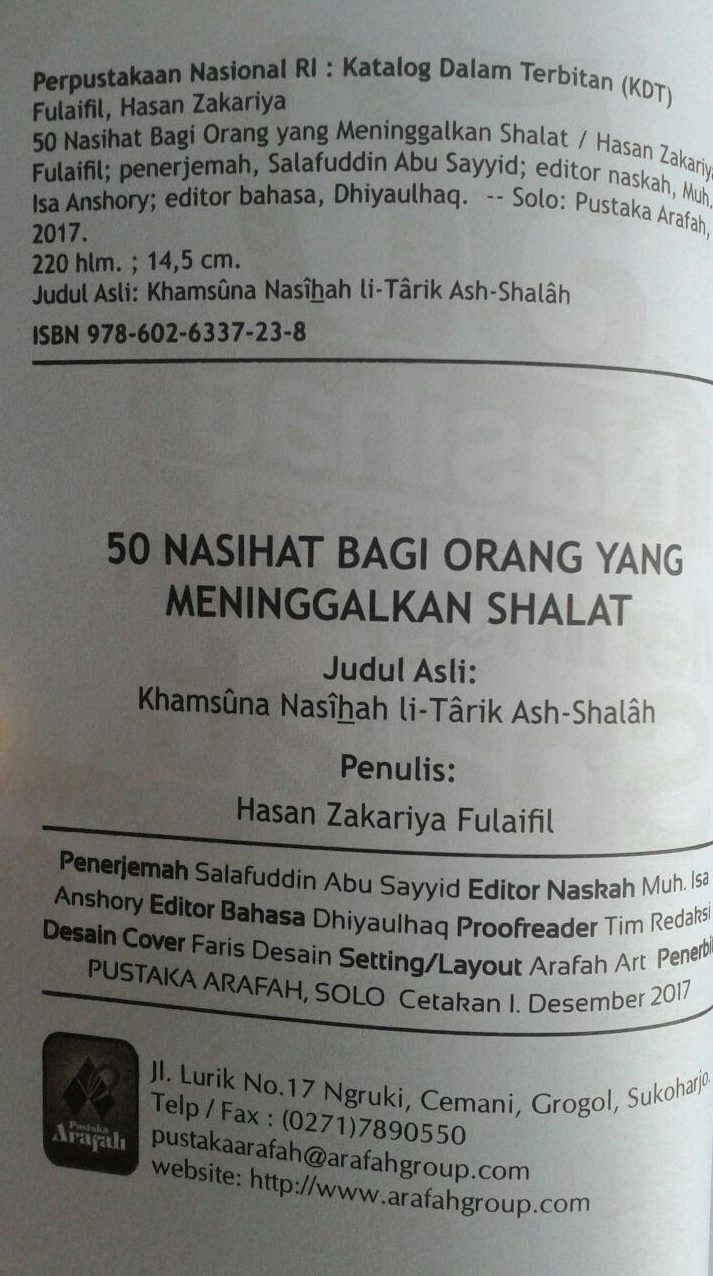 Perpustakaan Nasional RI : Katalog Dalam Terbitan (KDT)
Fulaifil, Hasan Zakariya
50 Nasihat Bagi Orang yang Meninggalkan Shalat / Hasan Zakariya
Fulaifil; penerjemah, Salafuddin Abu Sayyid; editor naskah, Muh.
Isa Anshory; editor bahasa, Dhiyaulhaq. -- Solo: Pustaka Arafah,
2017.
220 hlm. ; 14,5 cm.
Judul Asli: Khamsûna Nasîẖah li-Târik Ash-Shalâh
ISBN 978-602-6337-23-8
50 NASIHAT BAGI ORANG YANG
MENINGGALKAN SHALAT
Judul Asli:
Khamsûna Nasîẖah li-Târik Ash-Shalâh
Penulis:
Hasan Zakariya Fulaifil
Penerjemah Salafuddin Abu Sayyid Editor Naskah Muh. Isa
Anshory Editor Bahasa Dhiyaulhaq Proofreader Tim Redaksi
Desain Cover Faris Desain Setting/Layout Arafah Art Penerbit
PUSTAKA ARAFAH, SOLO Cetakan I. Desember 2017
Pustaka
Arafah
Jl. Lurik No.17 Ngruki, Cemani, Grogol, Sukoharjo.
Telp / Fax : (0271)7890550
pustakaarafah@arafahgroup.com
website: http://www.arafahgroup.com